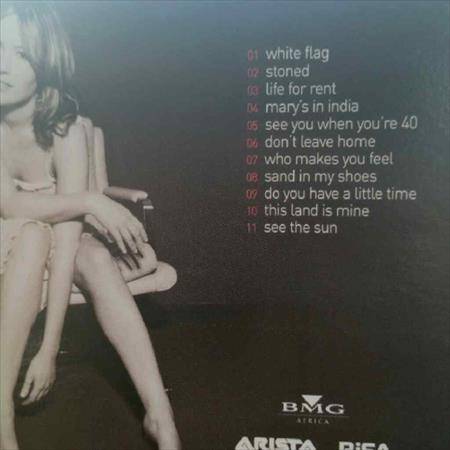 01 white flag
02 stoned
03 life for rent
04 mary's in india
05 see you when you're 40
06 don't leave home
07 who makes you feel
08 sand in my shoes
09 do you have a little time
10 this land is mine
11 see the sun
BMG
AFRICA
ARISTA RiSA